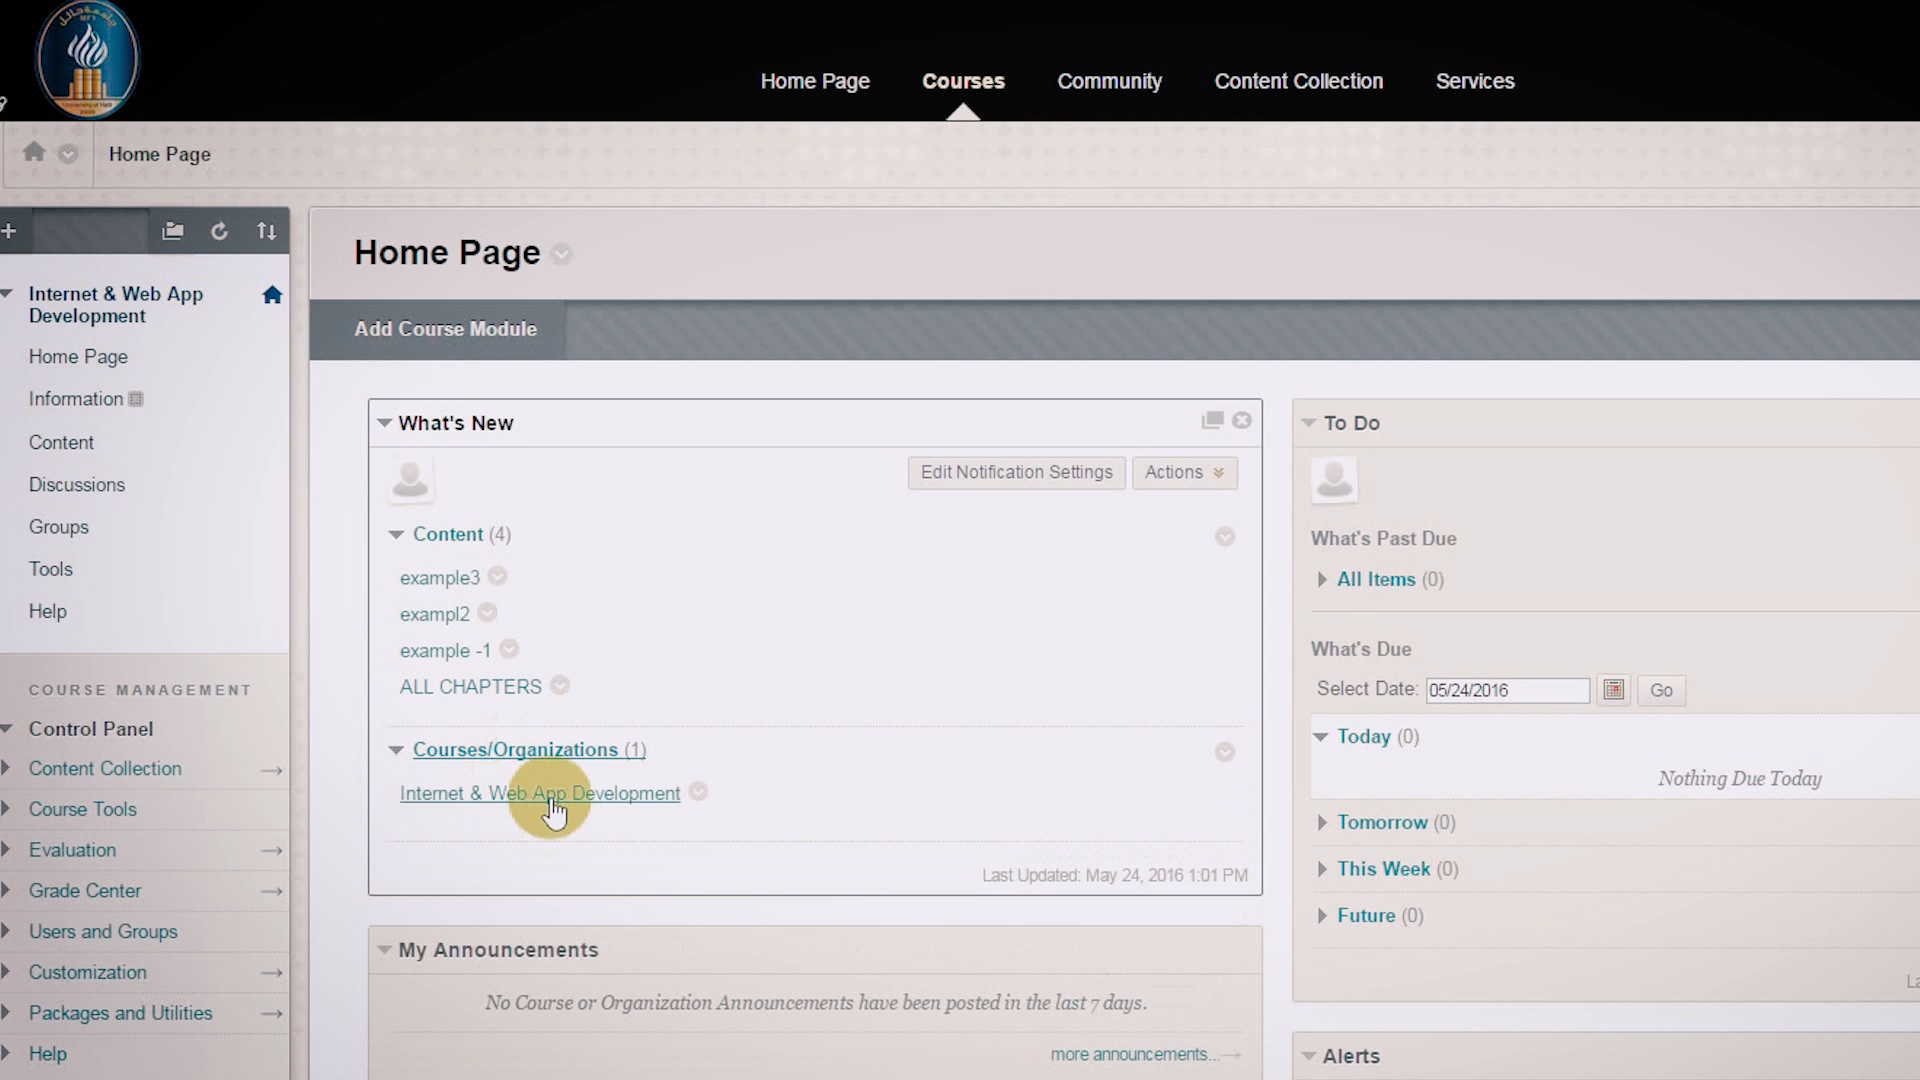 جامعة حائل
University of Ha'il
Home Page
Courses
Community
Content Collection
Services
Home Page
Internet & Web App
Development
Home Page
Information
Content
Discussions
Groups
Tools
Help
COURSE MANAGEMENT
Control Panel
Content Collection
Course Tools
Evaluation
Grade Center
Users and Groups
Customization
Packages and Utilities
Help
Home Page
Add Course Module
What's New
Edit Notification Settings
Actions
Content (4)
example3
exampl2
example -1
ALL CHAPTERS
Courses/Organizations (1)
Internet & Web App Development
Last Updated: May 24, 2016 1:01 PM
My Announcements
No Course or Organization Announcements have been posted in the last 7 days.
more announcements...
To Do
What's Past Due
All Items (0)
What's Due
Select Date: 05/24/2016 Go
Today (0)
Nothing Due Today
Tomorrow (0)
This Week (0)
Future (0)
Alerts